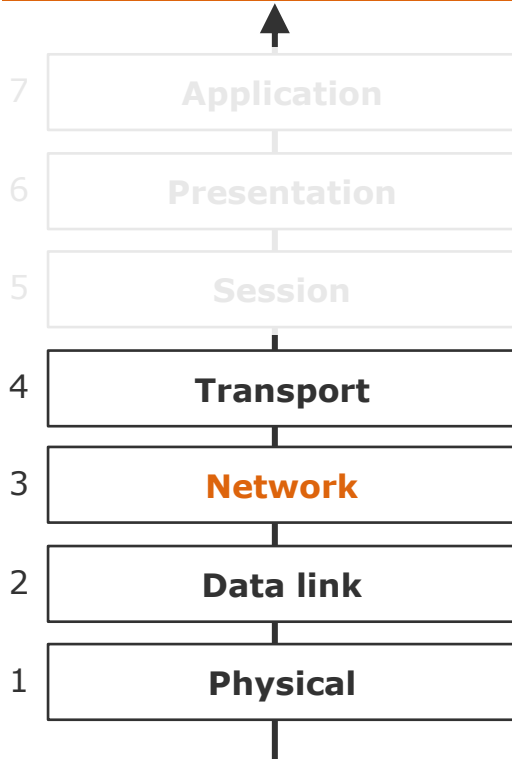 7 Application
6 Presentation
5 Session
4 Transport
3 Network
2 Data link
1 Physical